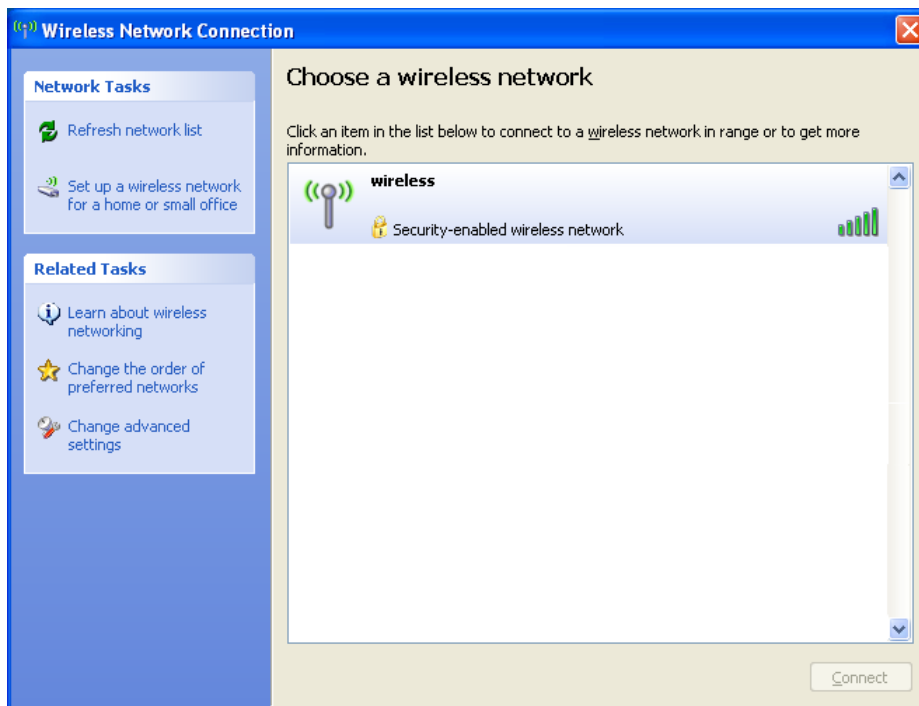 Wireless Network Connection
Network Tasks
Refresh network list
Set up a wireless network
for a home or small office
Related Tasks
Learn about wireless
networking
Change the order of
preferred networks
Change advanced
settings
Choose a wireless network
Click an item in the list below to connect to a wireless network in range or to get more
information.
wireless
Security-enabled wireless network
Connect